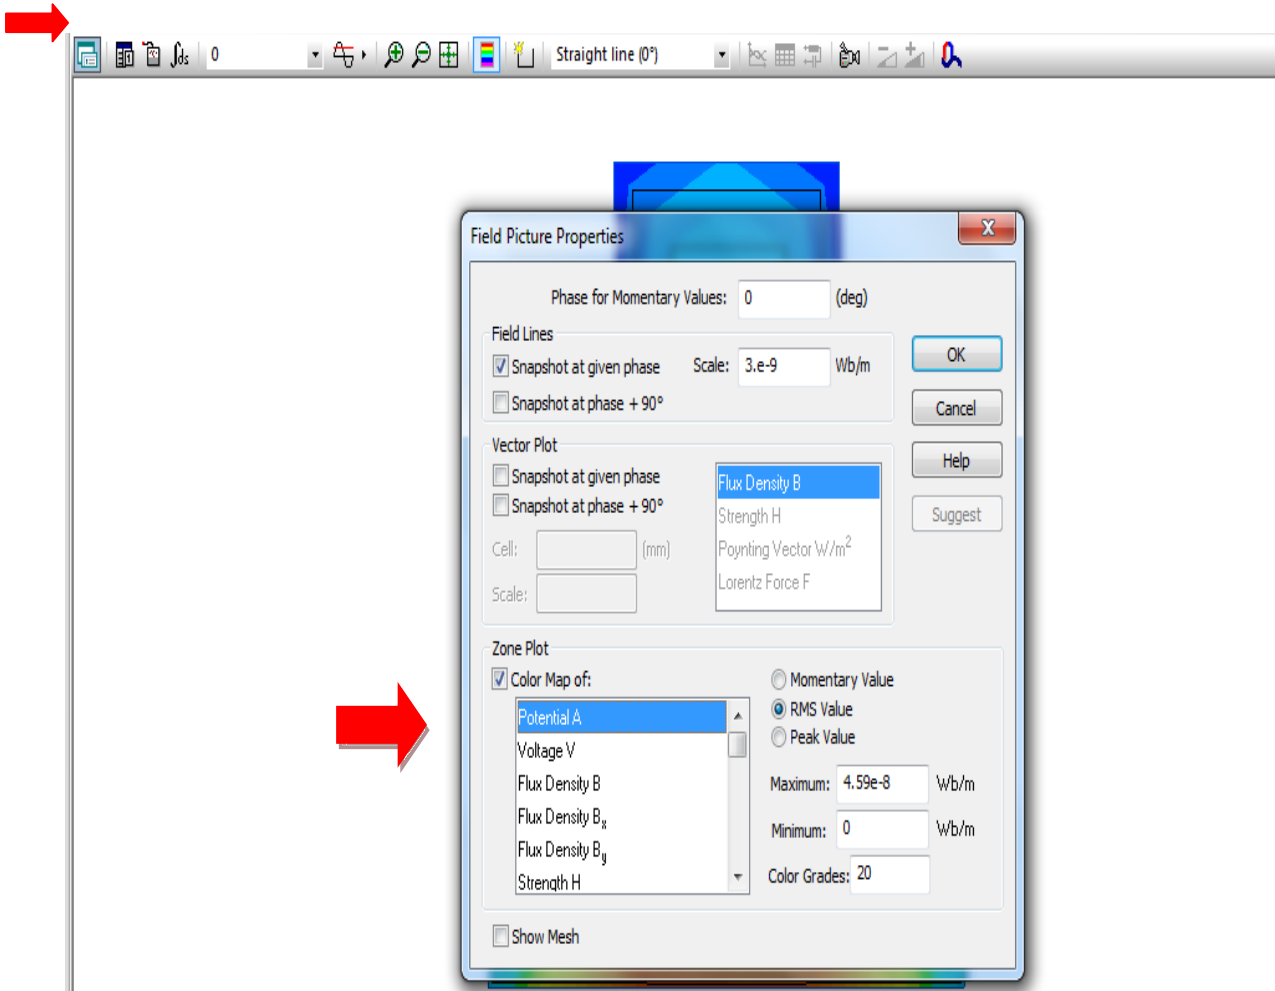 0
Straight line (0°)
Field Picture Properties
Phase for Momentary Values: 0 (deg)
Field Lines
Snapshot at given phase Scale: 3.e-9 Wb/m
Snapshot at phase + 90°
OK
Cancel
Help
Suggest
Vector Plot
Snapshot at given phase
Snapshot at phase + 90°
Cell: (mm)
Scale:
Flux Density B
Strength H
Poynting Vector W/m²
Lorentz Force F
Zone Plot
Color Map of:
Potential A
Voltage V
Flux Density B
Flux Density Bx
Flux Density By
Strength H
Momentary Value
RMS Value
Peak Value
Maximum: 4.59e-8 Wb/m
Minimum: 0 Wb/m
Color Grades: 20
Show Mesh